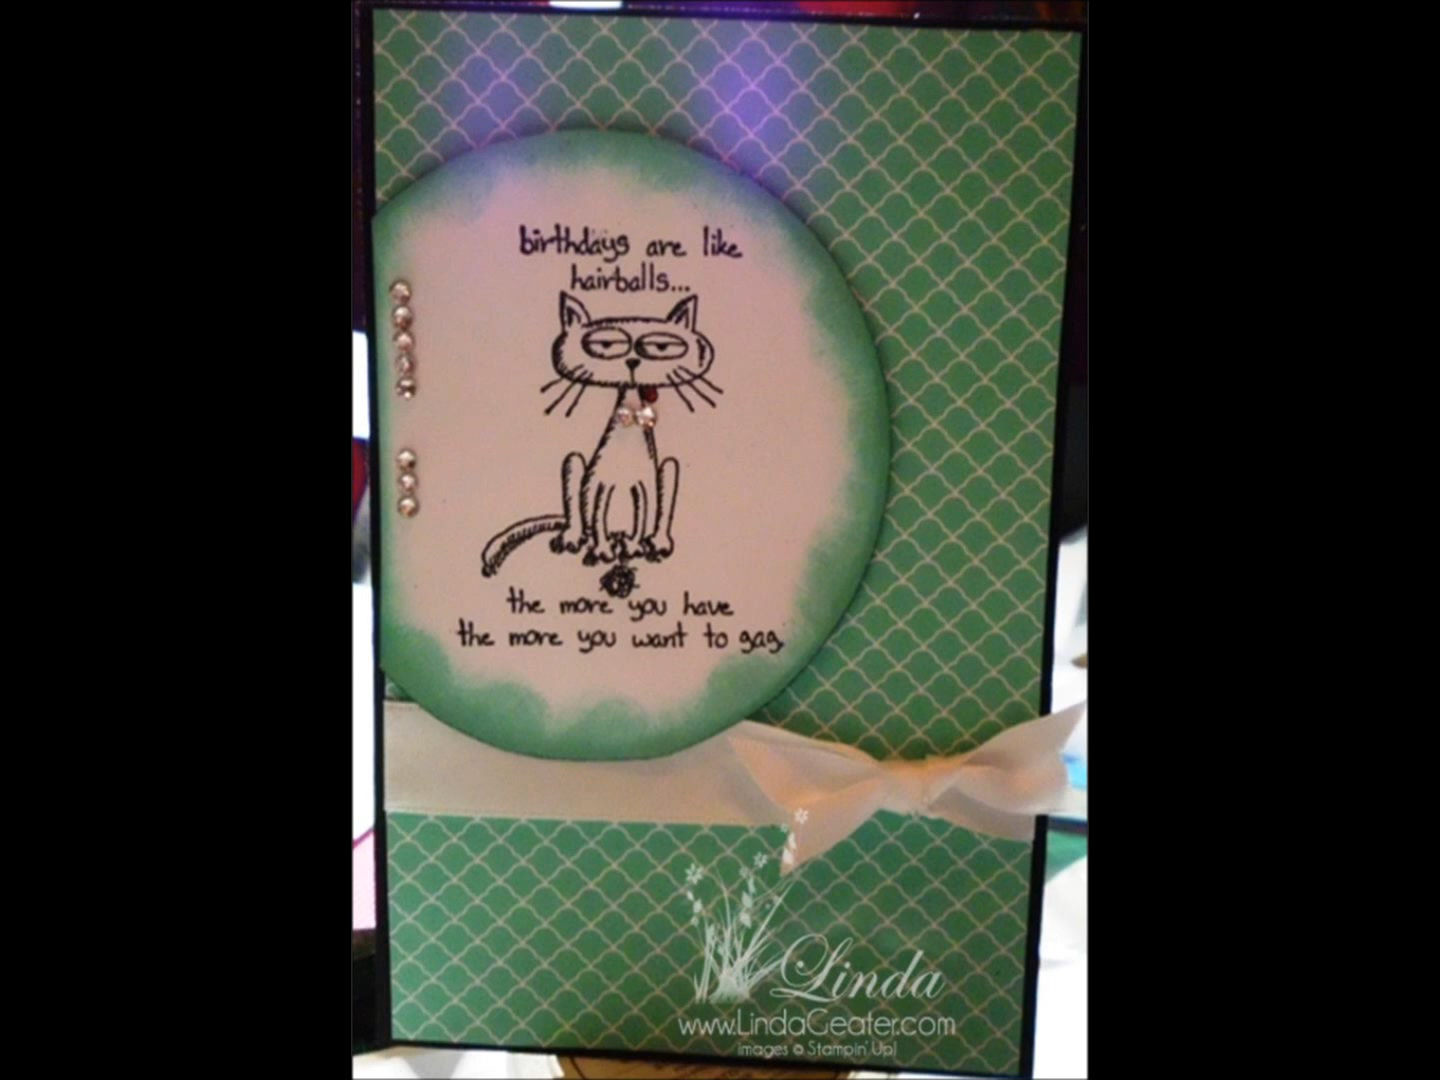 birthdays are like
hairballs...
the more you have
the more you want to gag.
Linda
www.LindaGeater.com
images © Stampin' Up!